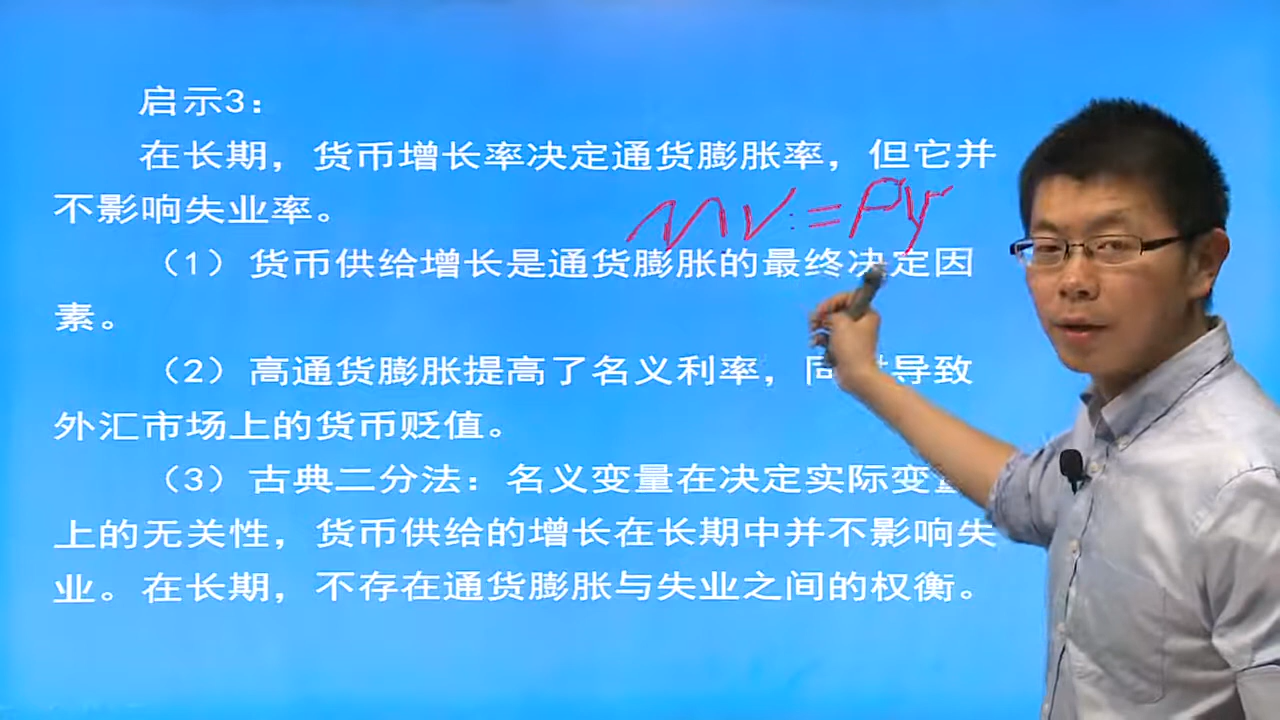 启示3：
在长期，货币增长率决定通货膨胀率，但它并
不影响失业率。
MV=PY
（1）货币供给增长是通货膨胀的最终决定因
素。
（2）高通货膨胀提高了名义利率，同时导致
外汇市场上的货币贬值。
（3）古典二分法：名义变量在决定实际变量
上的无关性，货币供给的增长在长期中并不影响失
业。在长期，不存在通货膨胀与失业之间的权衡。